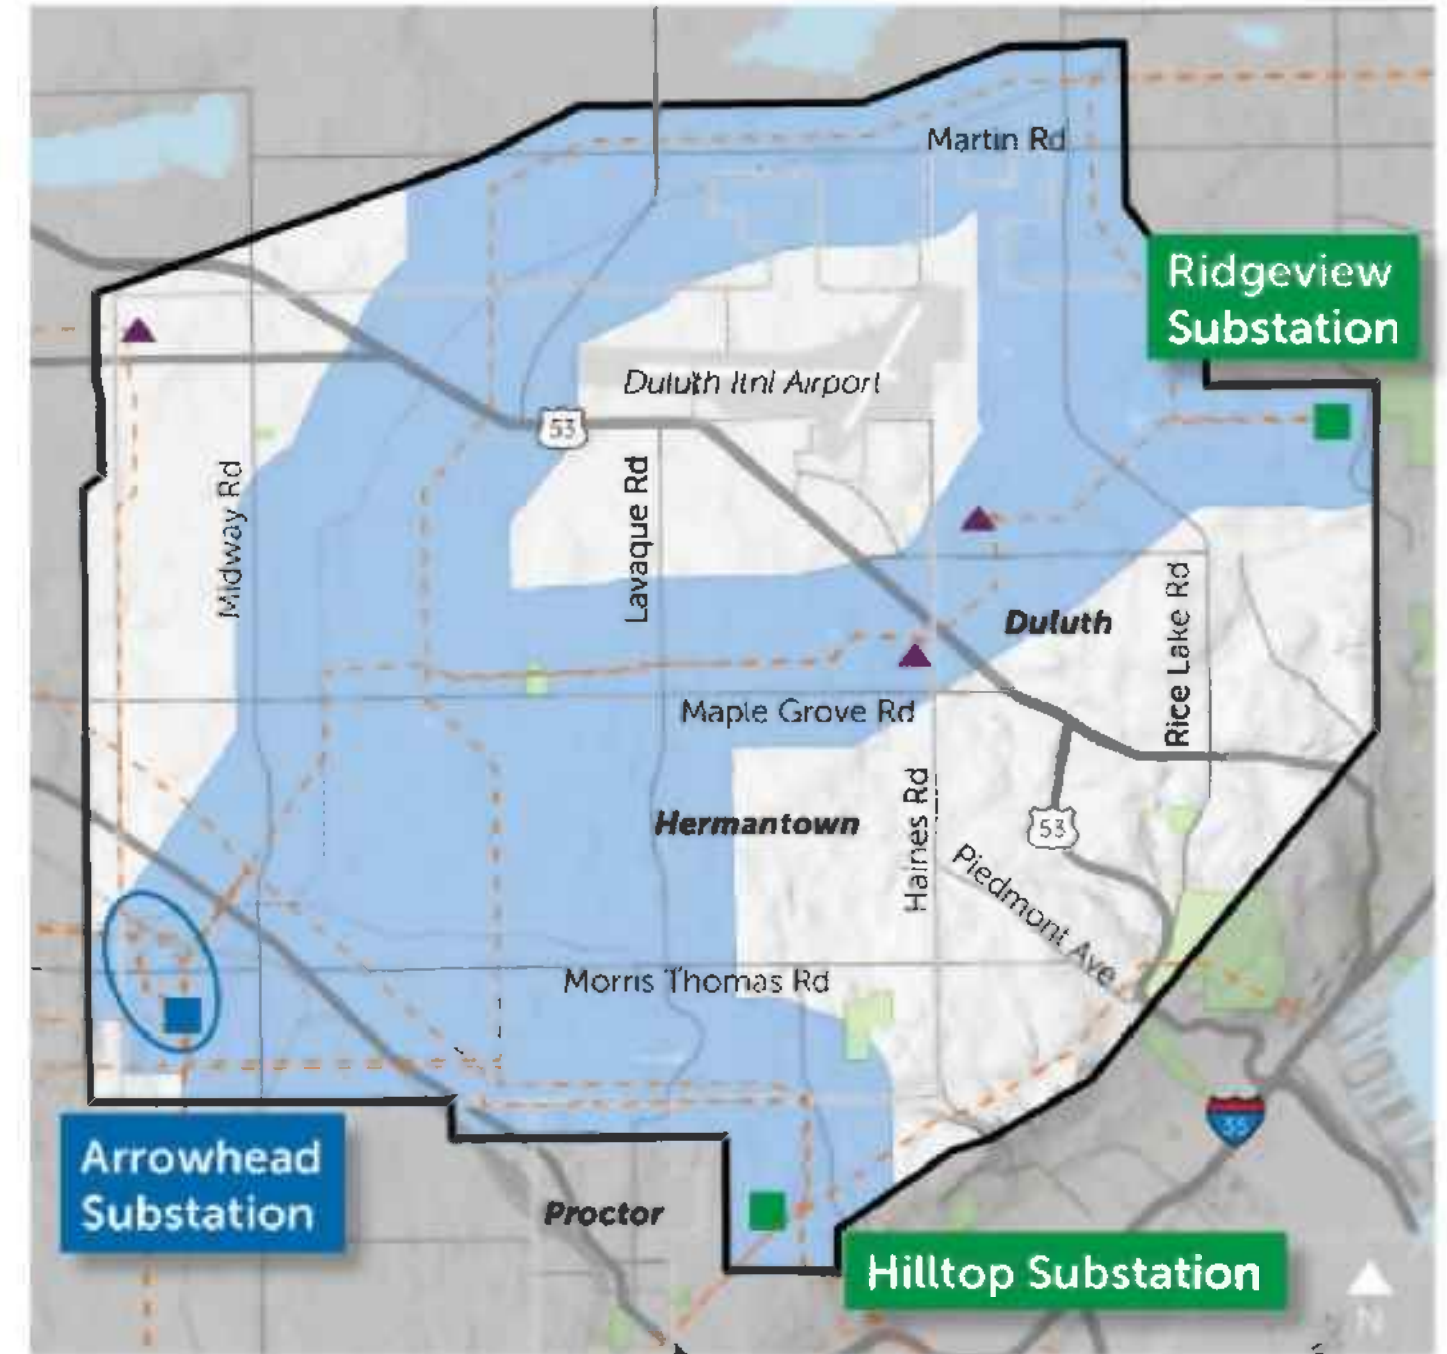 Martin Rd
Ridgeview
Substation
Duluth Itnl Airport
53
Midway Rd
Lavaque Rd
Duluth
Rice Lake Rd
Maple Grove Rd
Hermantown
Haines Rd
53
Piedmont Ave
Morris Thomas Rd
35
Arrowhead
Substation
Proctor
Hilltop Substation
N